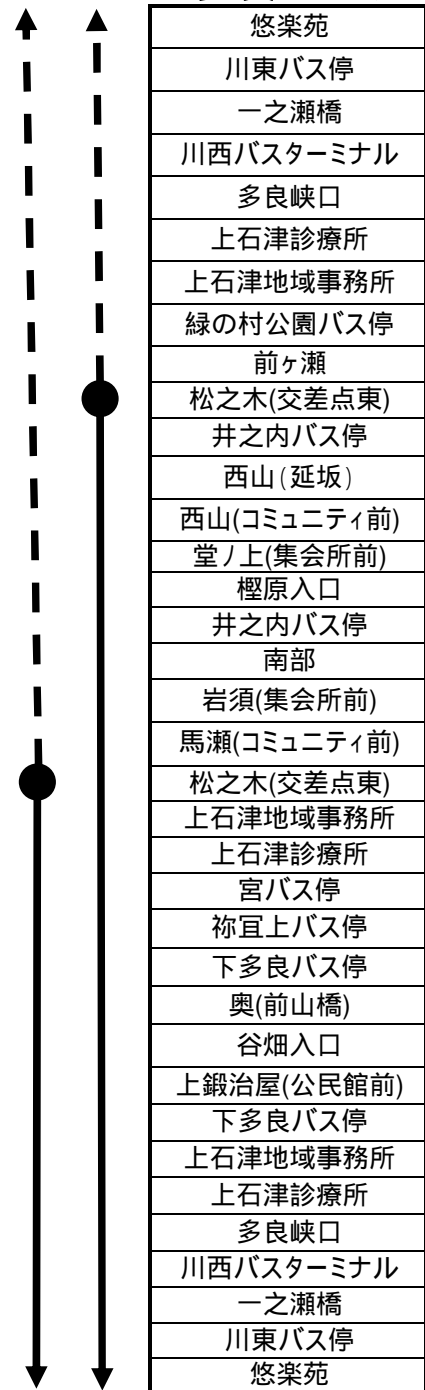 悠楽苑
川東バス停
一之瀬橋
川西バスターミナル
多良峡口
上石津診療所
上石津地域事務所
緑の村公園バス停
前ヶ瀬
松之木(交差点東)
井之内バス停
西山(延坂)
西山(コミュニティ前)
堂ノ上(集会所前)
樫原入口
井之内バス停
南部
岩須(集会所前)
馬瀬(コミュニティ前)
松之木(交差点東)
上石津地域事務所
上石津診療所
宮バス停
祢冝上バス停
下多良バス停
奥(前山橋)
谷畑入口
上鍛治屋(公民館前)
下多良バス停
上石津地域事務所
上石津診療所
多良峡口
川西バスターミナル
一之瀬橋
川東バス停
悠楽苑